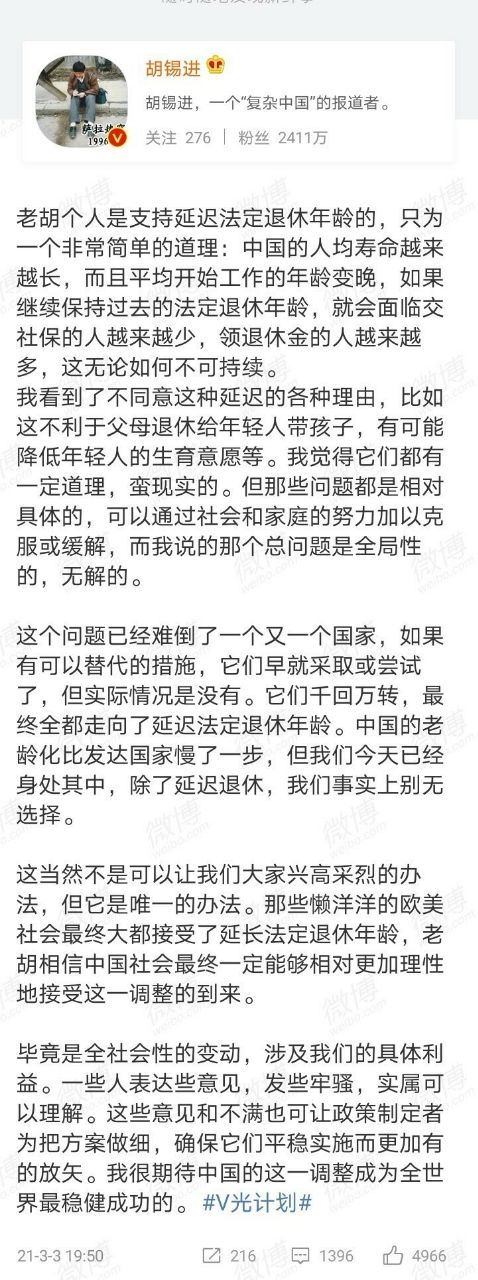 随时随地发现新鲜事
胡锡进
胡锡进，一个“复杂中国”的报道者。
关注 276 | 粉丝 2411万
1996
老胡个人是支持延迟法定退休年龄的，只为
一个非常简单的道理：中国的人均寿命越来
越长，而且平均开始工作的年龄变晚，如果
继续保持过去的法定退休年龄，就会面临交
社保的人越来越少，领退休金的人越来越
多，这无论如何不可持续。
我看到了不同意这种延迟的各种理由，比如
这不利于父母退休给年轻人带孩子，有可能
降低年轻人的生育意愿等。我觉得它们都有
一定道理，蛮现实的。但那些问题都是相对
具体的，可以通过社会和家庭的努力加以克
服或缓解，而我说的那个总问题是全局性
的，无解的。
这个问题已经难倒了一个又一个国家，如果
有可以替代的措施，它们早就采取或尝试
了，但实际情况是没有。它们千回万转，最
终全都走向了延迟法定退休年龄。中国的老
龄化比发达国家慢了一步，但我们今天已经
身处其中，除了延迟退休，我们事实上别无
选择。
这当然不是可以让我们大家兴高采烈的办
法，但它是唯一的办法。那些懒洋洋的欧美
社会最终大都接受了延长法定退休年龄，老
胡相信中国社会最终一定能够相对更加理性
地接受这一调整的到来。
毕竟是全社会性的变动，涉及我们的具体利
益。一些人表达些意见，发些牢骚，实属可
以理解。这些意见和不满也可让政策制定者
为把方案做细，确保它们平稳实施而更加有
的放矢。我很期待中国的这一调整成为全世
界最稳健成功的。#V光计划#
21-3-3 19:50 216 1396 4966
微博
weibo.com